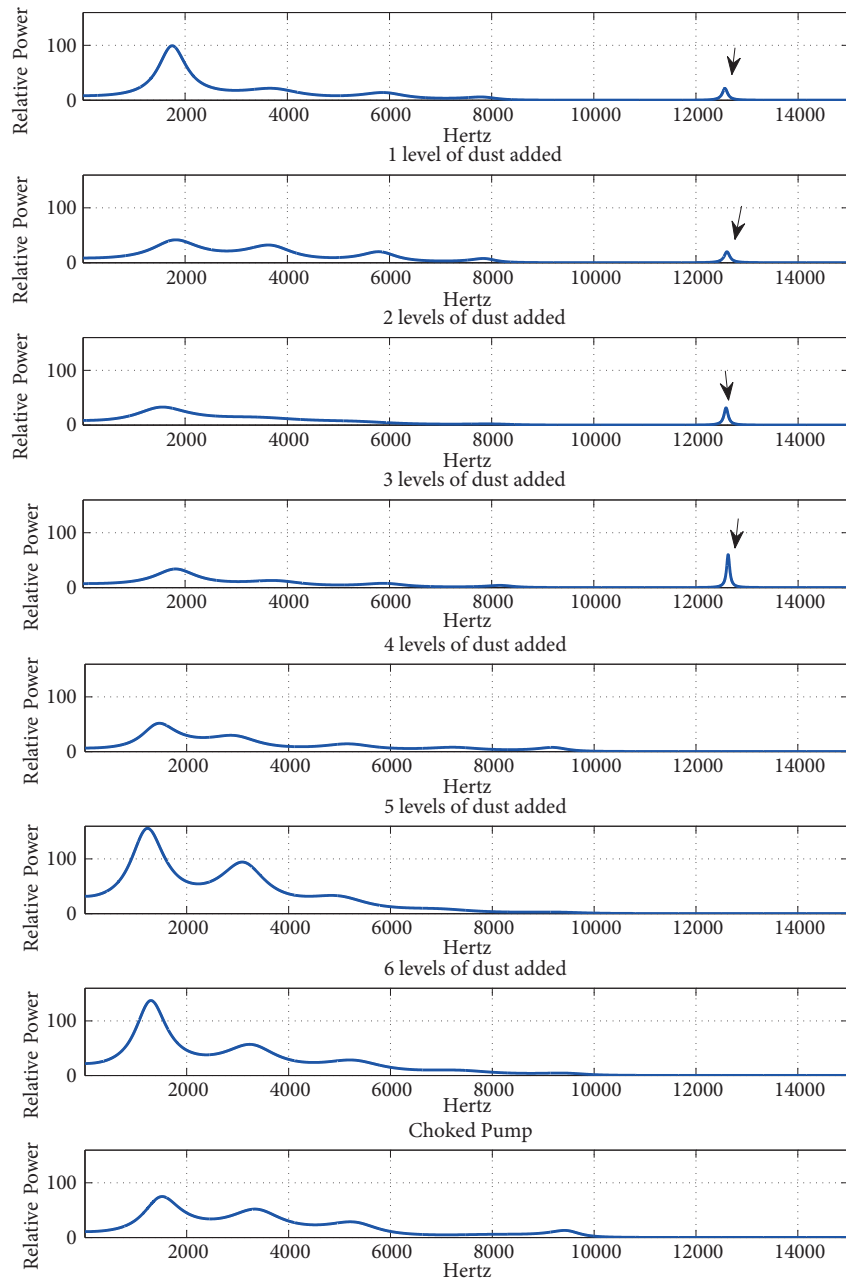 Relative Power
100
0
2000 4000 6000 8000 10000 12000 14000
Hertz
1 level of dust added
Relative Power
100
0
2000 4000 6000 8000 10000 12000 14000
Hertz
2 levels of dust added
Relative Power
100
0
2000 4000 6000 8000 10000 12000 14000
Hertz
3 levels of dust added
Relative Power
100
0
2000 4000 6000 8000 10000 12000 14000
Hertz
4 levels of dust added
Relative Power
100
0
2000 4000 6000 8000 10000 12000 14000
Hertz
5 levels of dust added
Relative Power
100
0
2000 4000 6000 8000 10000 12000 14000
Hertz
6 levels of dust added
Relative Power
100
0
2000 4000 6000 8000 10000 12000 14000
Hertz
Choked Pump
Relative Power
100
0
2000 4000 6000 8000 10000 12000 14000
Hertz